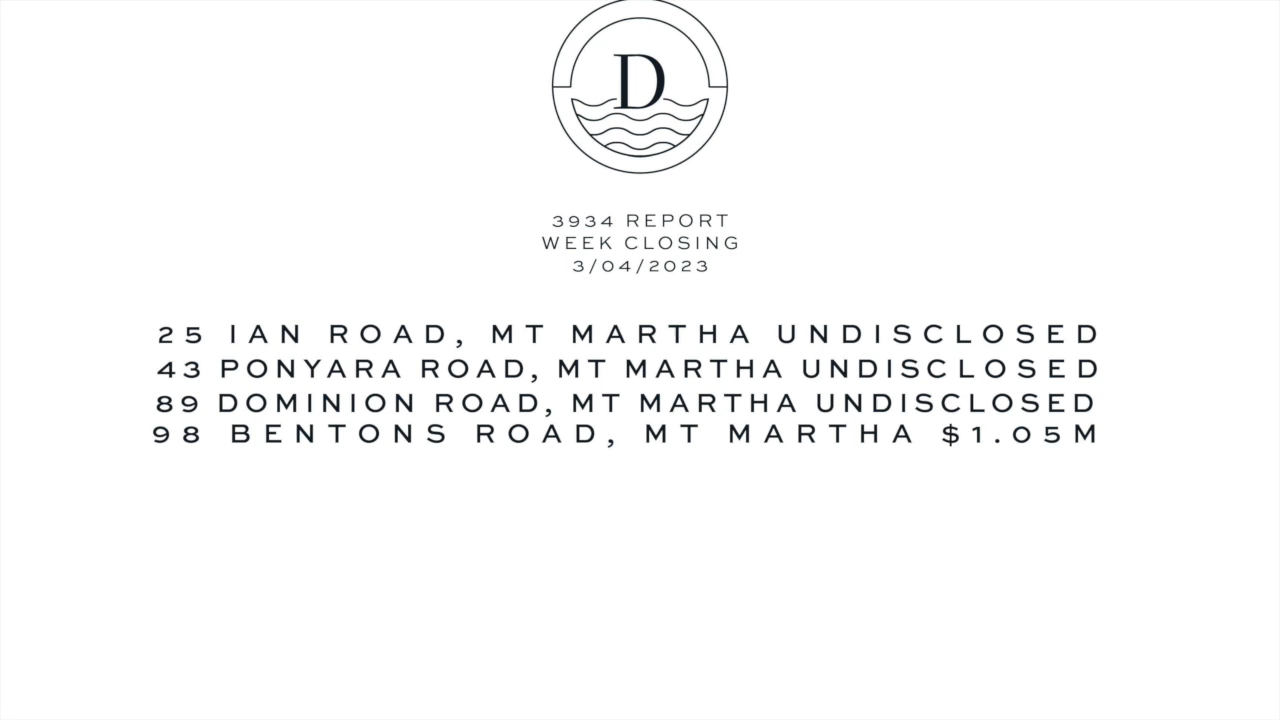 D
3934 REPORT
WEEK CLOSING
3/04/2023
25 IAN ROAD, MT MARTHA UNDISCLOSED
43 PONYARA ROAD, MT MARTHA UNDISCLOSED
89 DOMINION ROAD, MT MARTHA UNDISCLOSED
98 BENTONS ROAD, MT MARTHA $1.05M